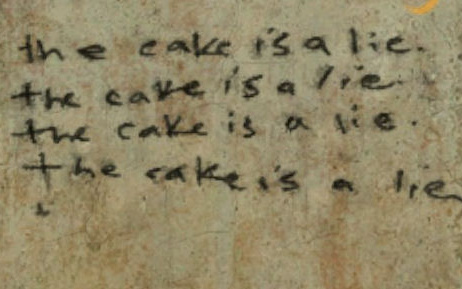 the cake is a lie.
the cake is a lie.
the cake is a lie.
the cake is a lie